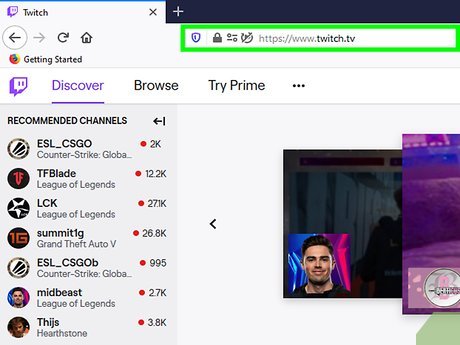 Twitch
https://www.twitch.tv
Getting Started
Discover Browse Try Prime •••
RECOMMENDED CHANNELS
ESL_CSGO 2K
Counter-Strike: Globa...
TFBlade 12.2K
League of Legends
LCK 27.1K
League of Legends
summit1g 26.8K
Grand Theft Auto V
ESL_CSGOb 995
Counter-Strike: Globa...
midbeast 2.7K
League of Legends
Thijs 3.8K
Hearthstone